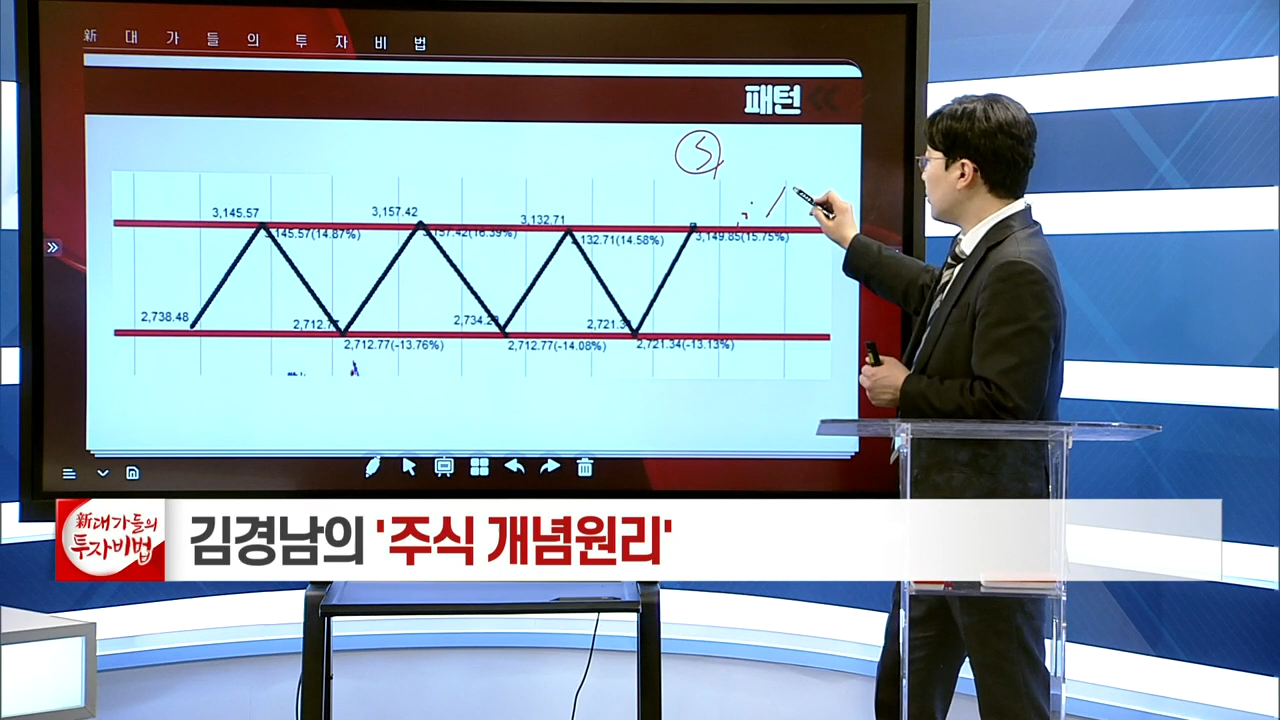 新 대 가 들 의 투 자 비 법
패턴
3,145.57
3,157.42
3,132.71
145.57(14.87%)
157.42(16.39%)
132.71(14.58%)
3,149.85(15.75%)
2,738.48
2,712.77
2,734.2
2,721.3
2,712.77(-13.76%)
2,712.77(-14.08%)
2,721.34(-13.13%)
新대가들의
투자비법
김경남의 '주식 개념원리'